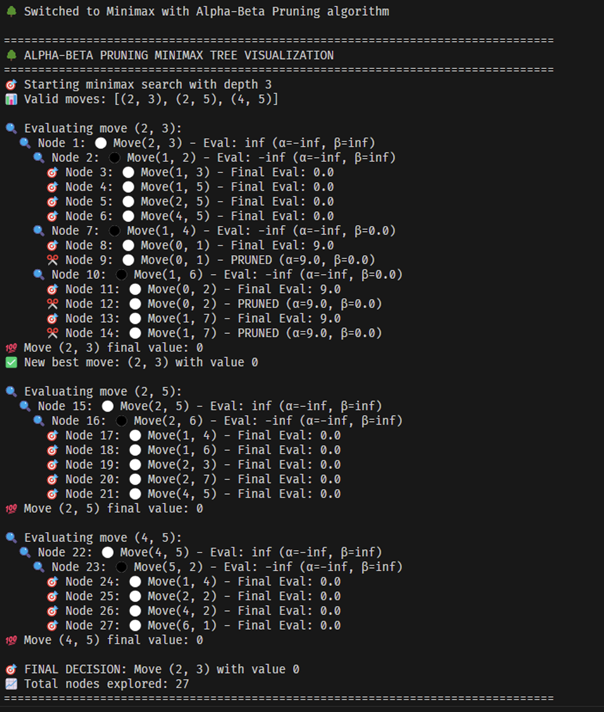 Switched to Minimax with Alpha-Beta Pruning algorithm
================================================================================
ALPHA-BETA PRUNING MINIMAX TREE VISUALIZATION
================================================================================
Starting minimax search with depth 3
Valid moves: [(2, 3), (2, 5), (4, 5)]
Evaluating move (2, 3):
Node 1: Move(2, 3) - Eval: inf (α=-inf, β=inf)
Node 2: Move(1, 2) - Eval: -inf (α=-inf, β=inf)
Node 3: Move(1, 3) - Final Eval: 0.0
Node 4: Move(1, 5) - Final Eval: 0.0
Node 5: Move(2, 5) - Final Eval: 0.0
Node 6: Move(4, 5) - Final Eval: 0.0
Node 7: Move(1, 4) - Eval: -inf (α=-inf, β=0.0)
Node 8: Move(0, 1) - Final Eval: 9.0
Node 9: Move(0, 1) - PRUNED (α=9.0, β=0.0)
Node 10: Move(1, 6) - Eval: -inf (α=-inf, β=0.0)
Node 11: Move(0, 2) - Final Eval: 9.0
Node 12: Move(0, 2) - PRUNED (α=9.0, β=0.0)
Node 13: Move(1, 7) - Final Eval: 9.0
Node 14: Move(1, 7) - PRUNED (α=9.0, β=0.0)
💯 Move (2, 3) final value: 0
New best move: (2, 3) with value 0
Evaluating move (2, 5):
Node 15: Move(2, 5) - Eval: inf (α=-inf, β=inf)
Node 16: Move(2, 6) - Eval: -inf (α=-inf, β=inf)
Node 17: Move(1, 4) - Final Eval: 0.0
Node 18: Move(1, 6) - Final Eval: 0.0
Node 19: Move(2, 3) - Final Eval: 0.0
Node 20: Move(2, 7) - Final Eval: 0.0
Node 21: Move(4, 5) - Final Eval: 0.0
💯 Move (2, 5) final value: 0
Evaluating move (4, 5):
Node 22: Move(4, 5) - Eval: inf (α=-inf, β=inf)
Node 23: Move(5, 2) - Eval: -inf (α=-inf, β=inf)
Node 24: Move(1, 4) - Final Eval: 0.0
Node 25: Move(2, 2) - Final Eval: 0.0
Node 26: Move(4, 2) - Final Eval: 0.0
Node 27: Move(6, 1) - Final Eval: 0.0
💯 Move (4, 5) final value: 0
FINAL DECISION: Move (2, 3) with value 0
Total nodes explored: 27
================================================================================